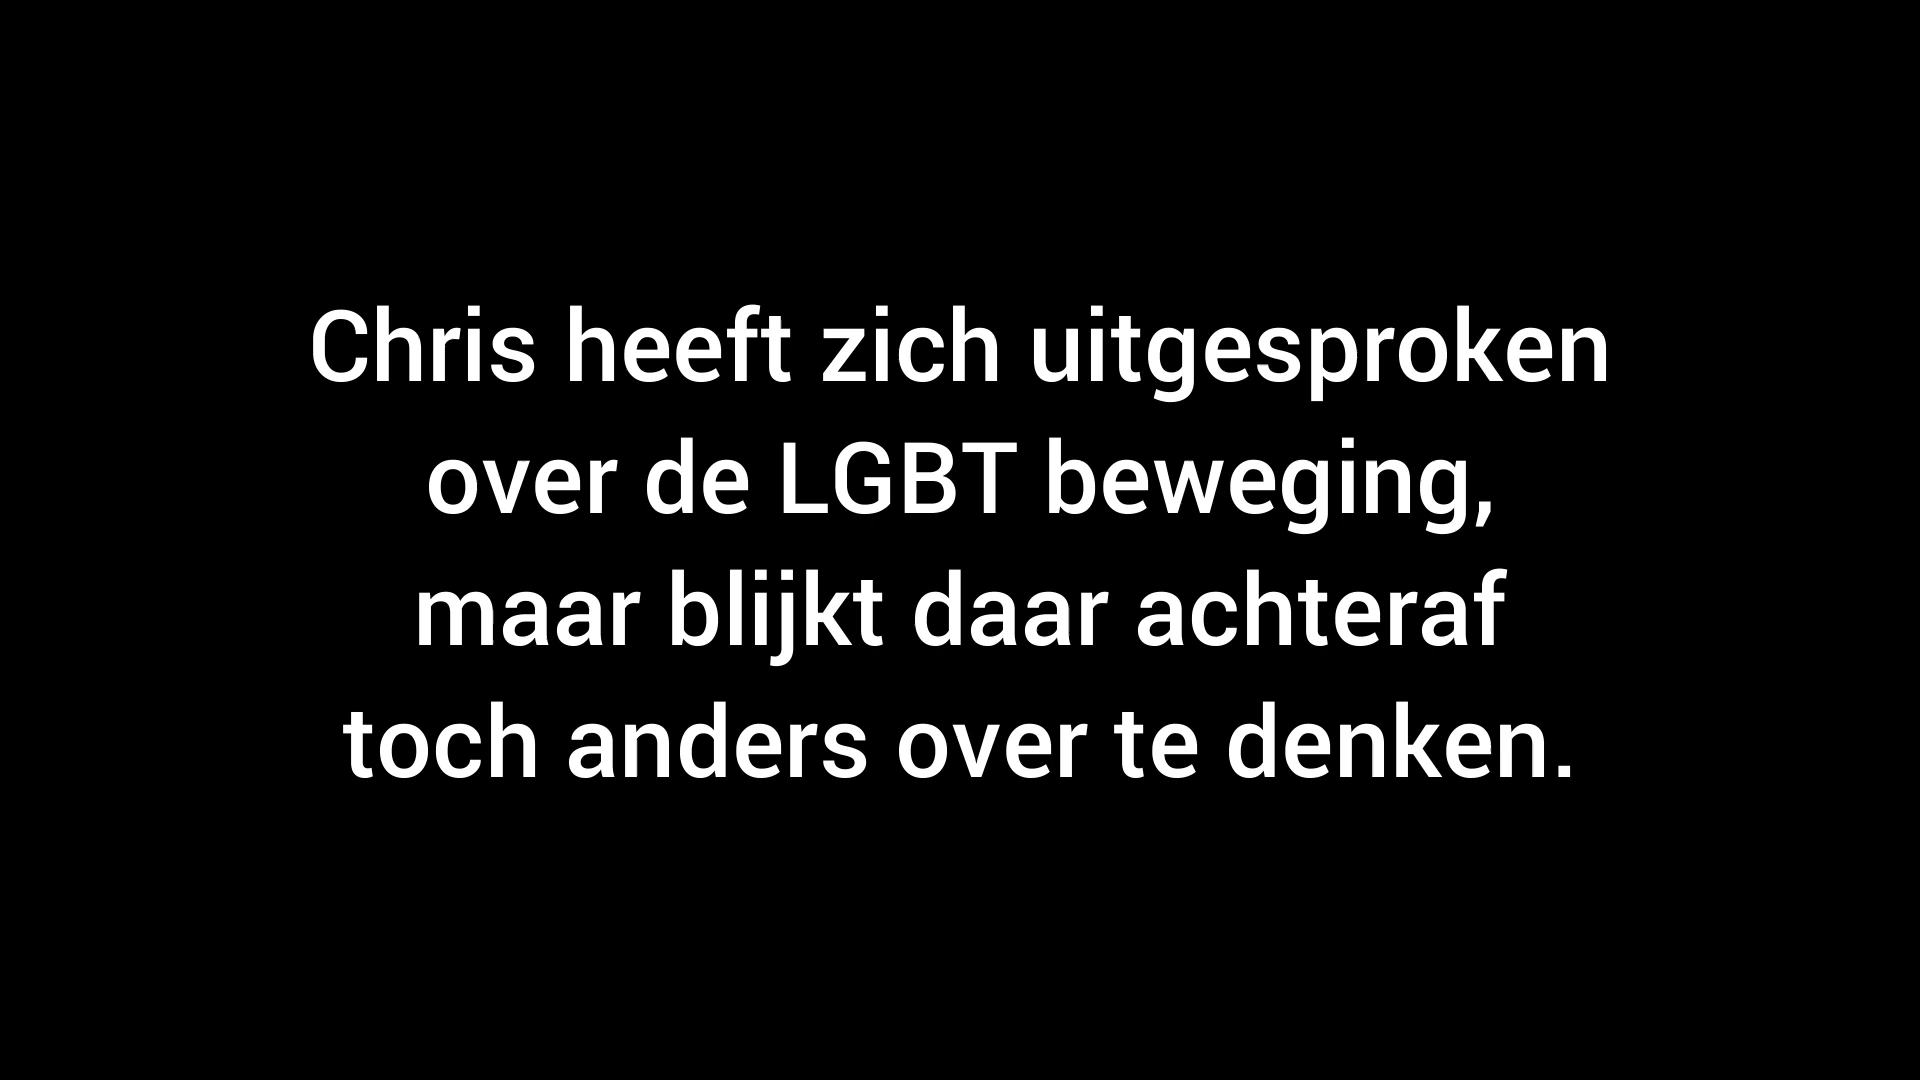 Chris heeft zich uitgesproken
over de LGBT beweging,
maar blijkt daar achteraf
toch anders over te denken.